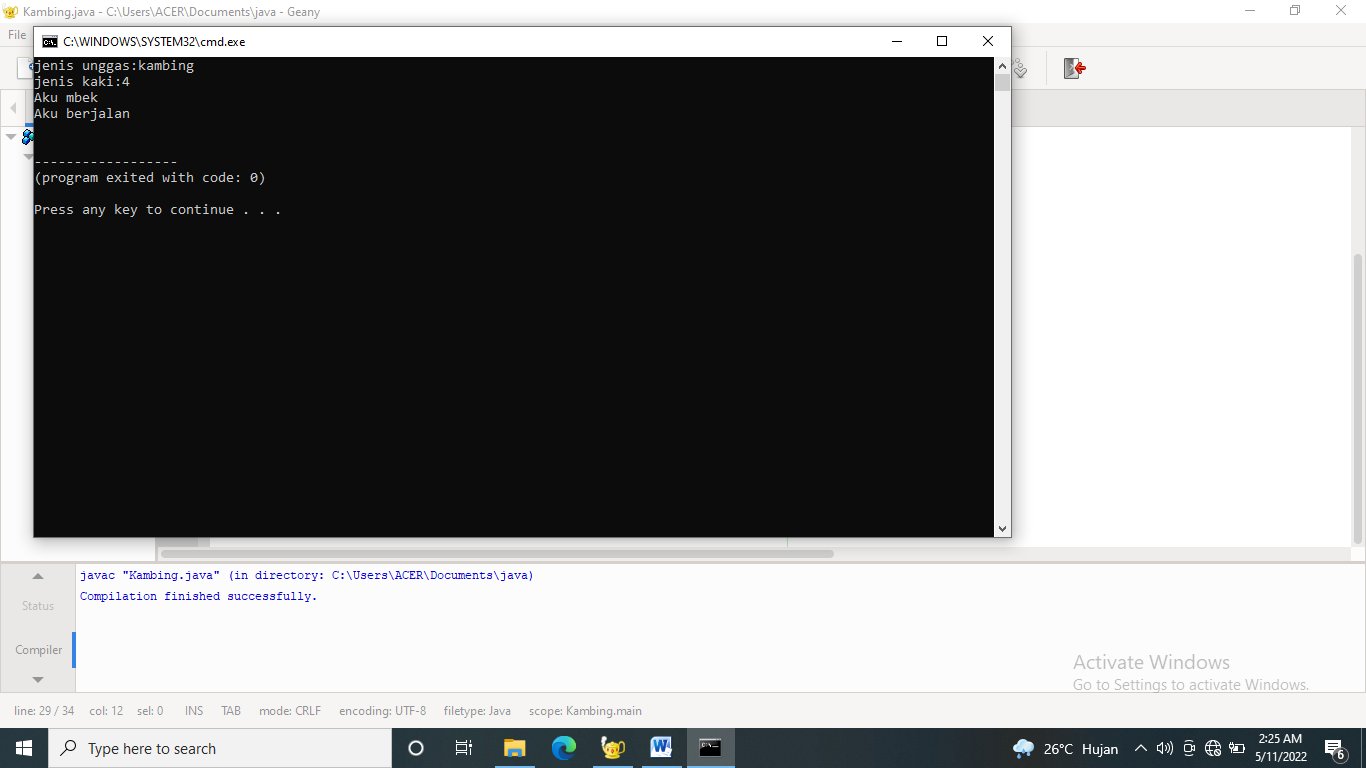 Kambing.java - C:\Users\ACER\Documents\java - Geany
File
C:\WINDOWS\SYSTEM32\cmd.exe
jenis unggas:kambing
jenis kaki:4
Aku mbek
Aku berjalan
------------------
(program exited with code: 0)
Press any key to continue . . .
Status
Compiler
javac "Kambing.java" (in directory: C:\Users\ACER\Documents\java)
Compilation finished successfully.
Activate Windows
Go to Settings to activate Windows.
line: 29 / 34 col: 12 sel: 0 INS TAB mode: CRLF encoding: UTF-8 filetype: Java scope: Kambing.main
Type here to search
26°C Hujan
2:25 AM
5/11/2022
6